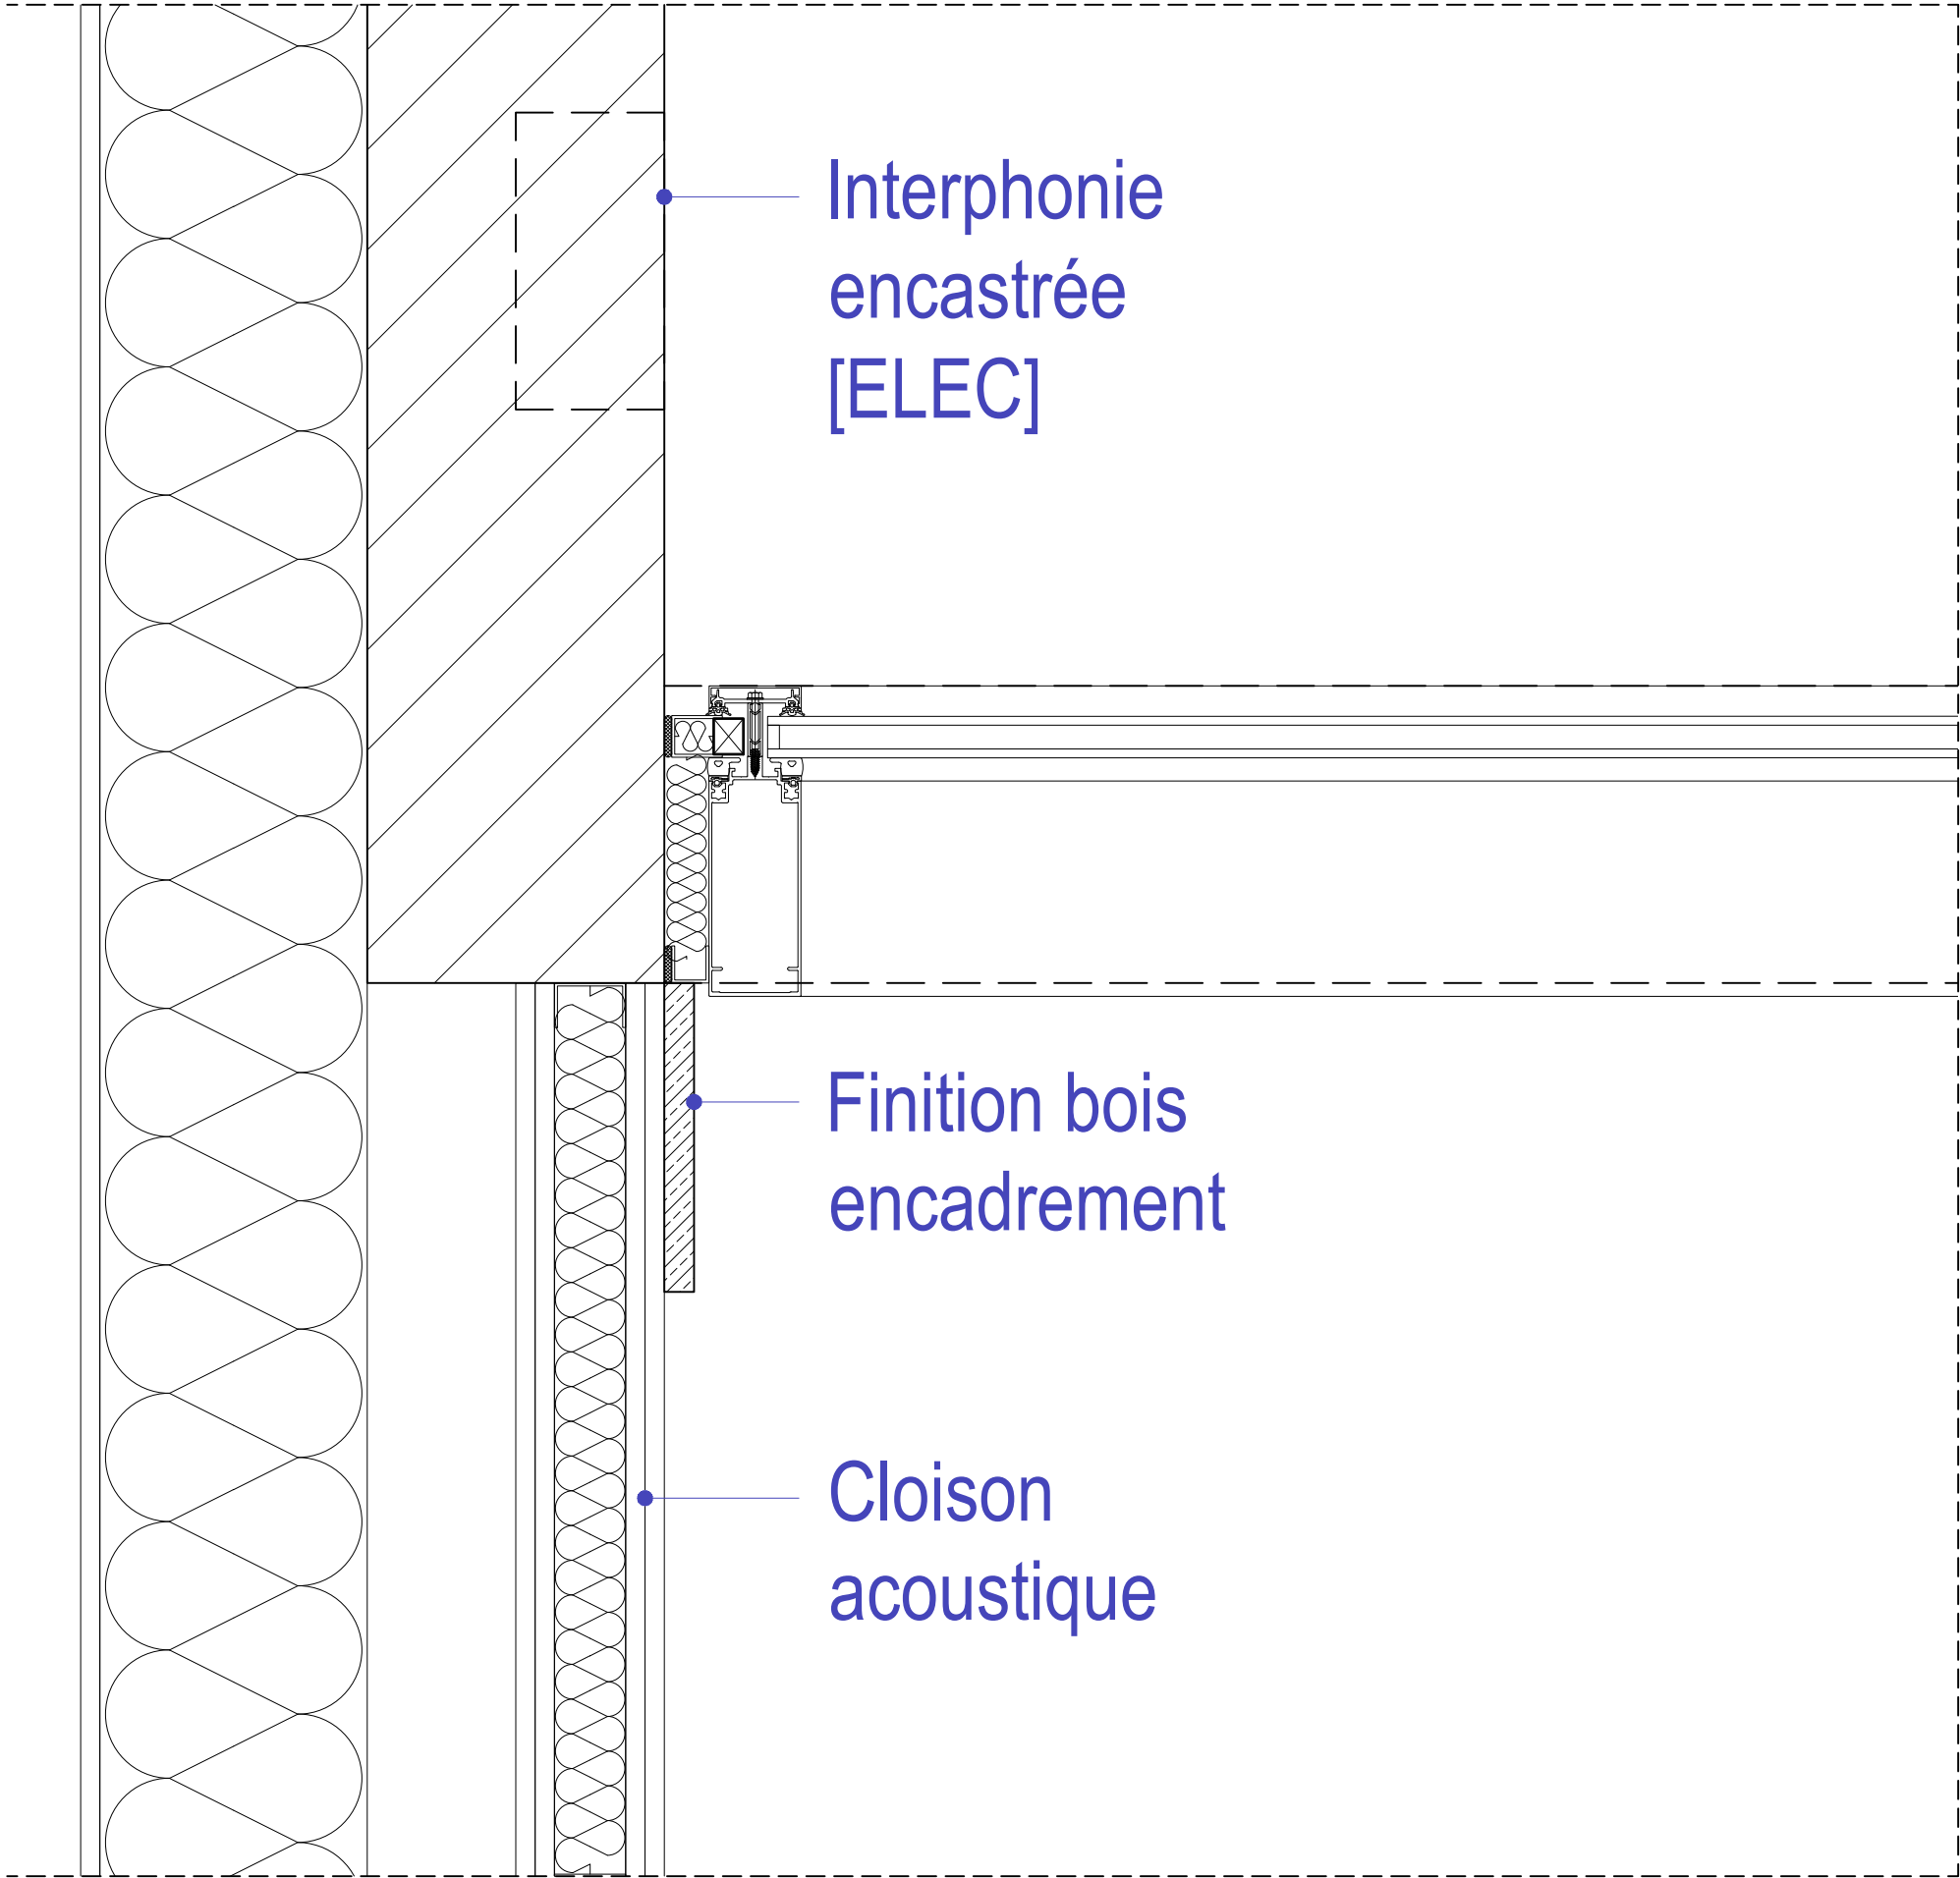 Interphonie
encastrée
[ELEC]
Finition bois
encadrement
Cloison
acoustique